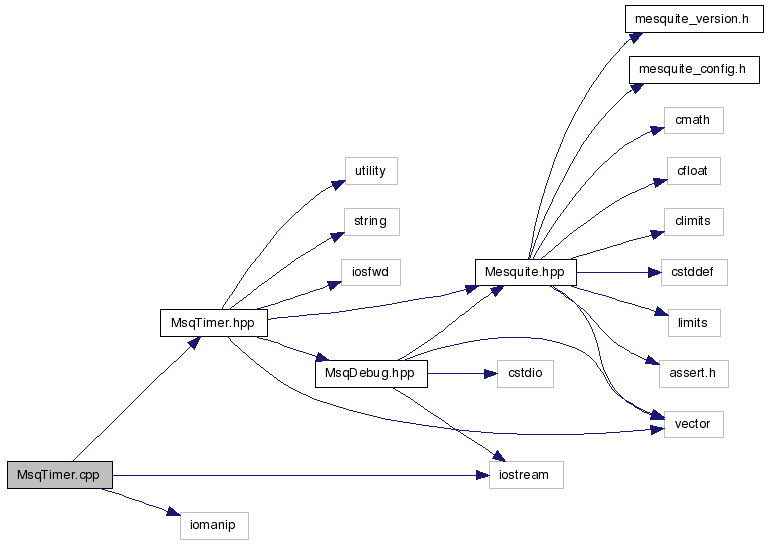 mesquite_version.h
mesquite_config.h
cmath
utility
cfloat
string
climits
iosfwd
Mesquite.hpp
cstddef
MsqTimer.hpp
limits
MsqDebug.hpp
cstdio
assert.h
vector
MsqTimer.cpp
iostream
iomanip